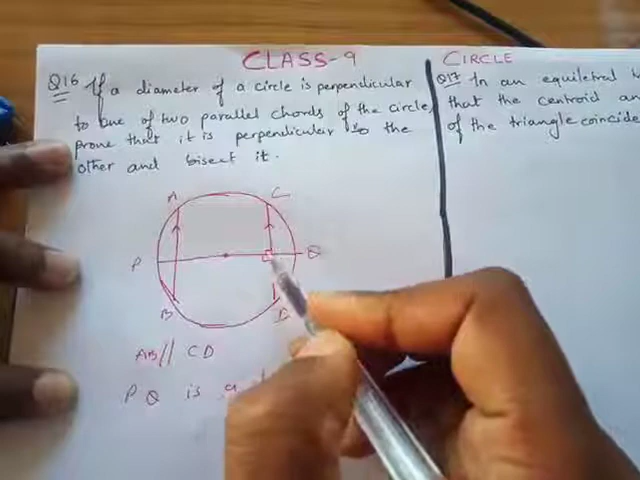 CLASS-9
CIRCLE
Q16 If a diameter of a circle is perpendicular
to one of two parallel chords of the circle,
prove that it is perpendicular to the
other and bisect it.
Q17 In an equiletral
that the centroid
of the triangle coincide
A C
P Q
B D
AB// CD
PQ is a